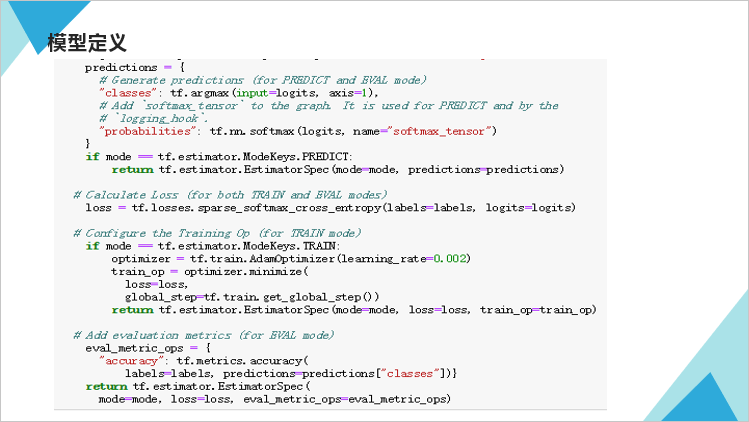 模型定义
predictions = {
# Generate predictions (for PREDICT and EVAL mode)
"classes": tf.argmax(input=logits, axis=1),
# Add `softmax_tensor` to the graph. It is used for PREDICT and by the
# `logging_hook`.
"probabilities": tf.nn.softmax(logits, name="softmax_tensor")
}
if mode == tf.estimator.ModeKeys.PREDICT:
return tf.estimator.EstimatorSpec(mode=mode, predictions=predictions)
# Calculate Loss (for both TRAIN and EVAL modes)
loss = tf.losses.sparse_softmax_cross_entropy(labels=labels, logits=logits)
# Configure the Training Op (for TRAIN mode)
if mode == tf.estimator.ModeKeys.TRAIN:
optimizer = tf.train.AdamOptimizer(learning_rate=0.002)
train_op = optimizer.minimize(
loss=loss,
global_step=tf.train.get_global_step())
return tf.estimator.EstimatorSpec(mode=mode, loss=loss, train_op=train_op)
# Add evaluation metrics (for EVAL mode)
eval_metric_ops = {
"accuracy": tf.metrics.accuracy(
labels=labels, predictions=predictions["classes"])}
return tf.estimator.EstimatorSpec(
mode=mode, loss=loss, eval_metric_ops=eval_metric_ops)